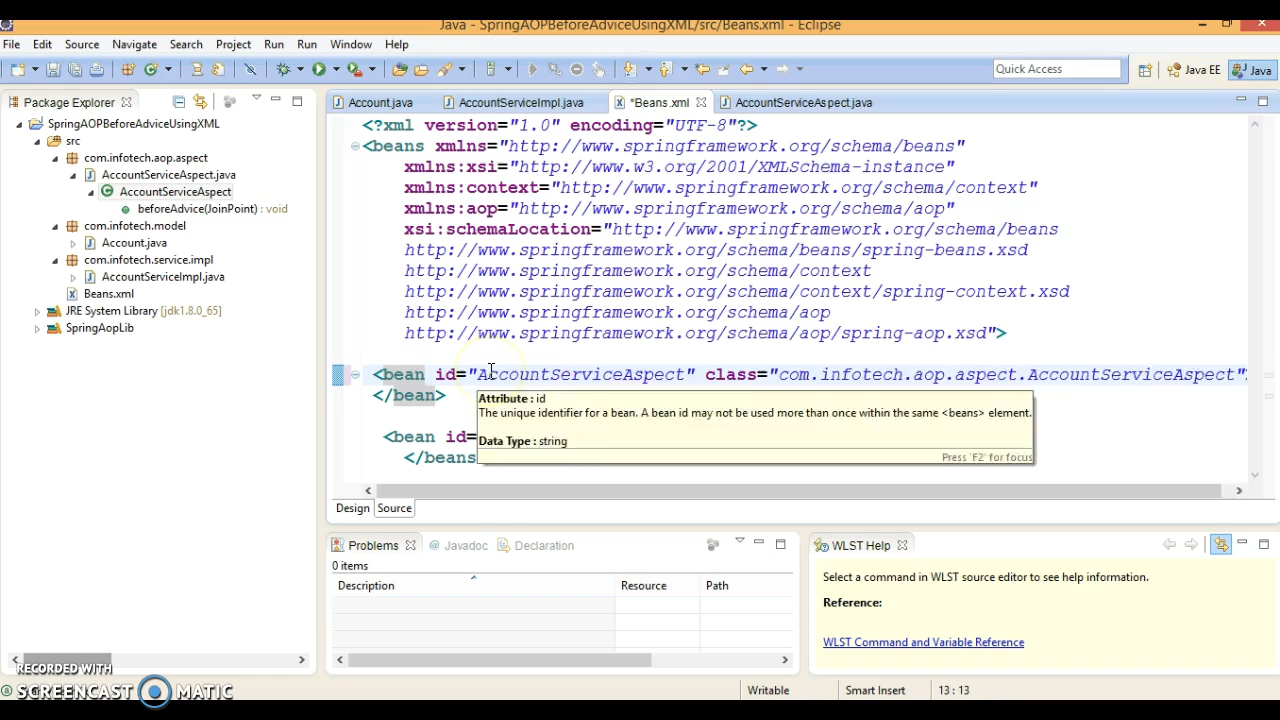 Java - SpringAOPBeforeAdviceUsingXML/src/Beans.xml - Eclipse
File Edit Source Navigate Search Project Run Run Window Help
Quick Access
Java EE
Java
Package Explorer
SpringAOPBeforeAdviceUsingXML
src
com.infotech.aop.aspect
AccountServiceAspect.java
AccountServiceAspect
beforeAdvice(JoinPoint) : void
com.infotech.model
Account.java
com.infotech.service.impl
AccountServiceImpl.java
Beans.xml
JRE System Library [jdk1.8.0_65]
SpringAopLib
Account.java
AccountServiceImpl.java
*Beans.xml
AccountServiceAspect.java
<?xml version="1.0" encoding="UTF-8"?>
<beans xmlns="http://www.springframework.org/schema/beans"
xmlns:xsi="http://www.w3.org/2001/XMLSchema-instance"
xmlns:context="http://www.springframework.org/schema/context"
xmlns:aop="http://www.springframework.org/schema/aop"
xsi:schemaLocation="http://www.springframework.org/schema/beans
http://www.springframework.org/schema/beans/spring-beans.xsd
http://www.springframework.org/schema/context
http://www.springframework.org/schema/context/spring-context.xsd
http://www.springframework.org/schema/aop
http://www.springframework.org/schema/aop/spring-aop.xsd">
<bean id="AccountServiceAspect" class="com.infotech.aop.aspect.AccountServiceAspect">
</bean>
<bean id=
</beans
Attribute : id
The unique identifier for a bean. A bean id may not be used more than once within the same <beans> element.
Data Type : string
Press 'F2' for focus
Design Source
Problems
Javadoc
Declaration
0 items
Description Resource Path
WLST Help
Select a command in WLST source editor to see help information.
Reference:
WLST Command and Variable Reference
RECORDED WITH
SCREENCAST MATIC
Writable
Smart Insert
13 : 13